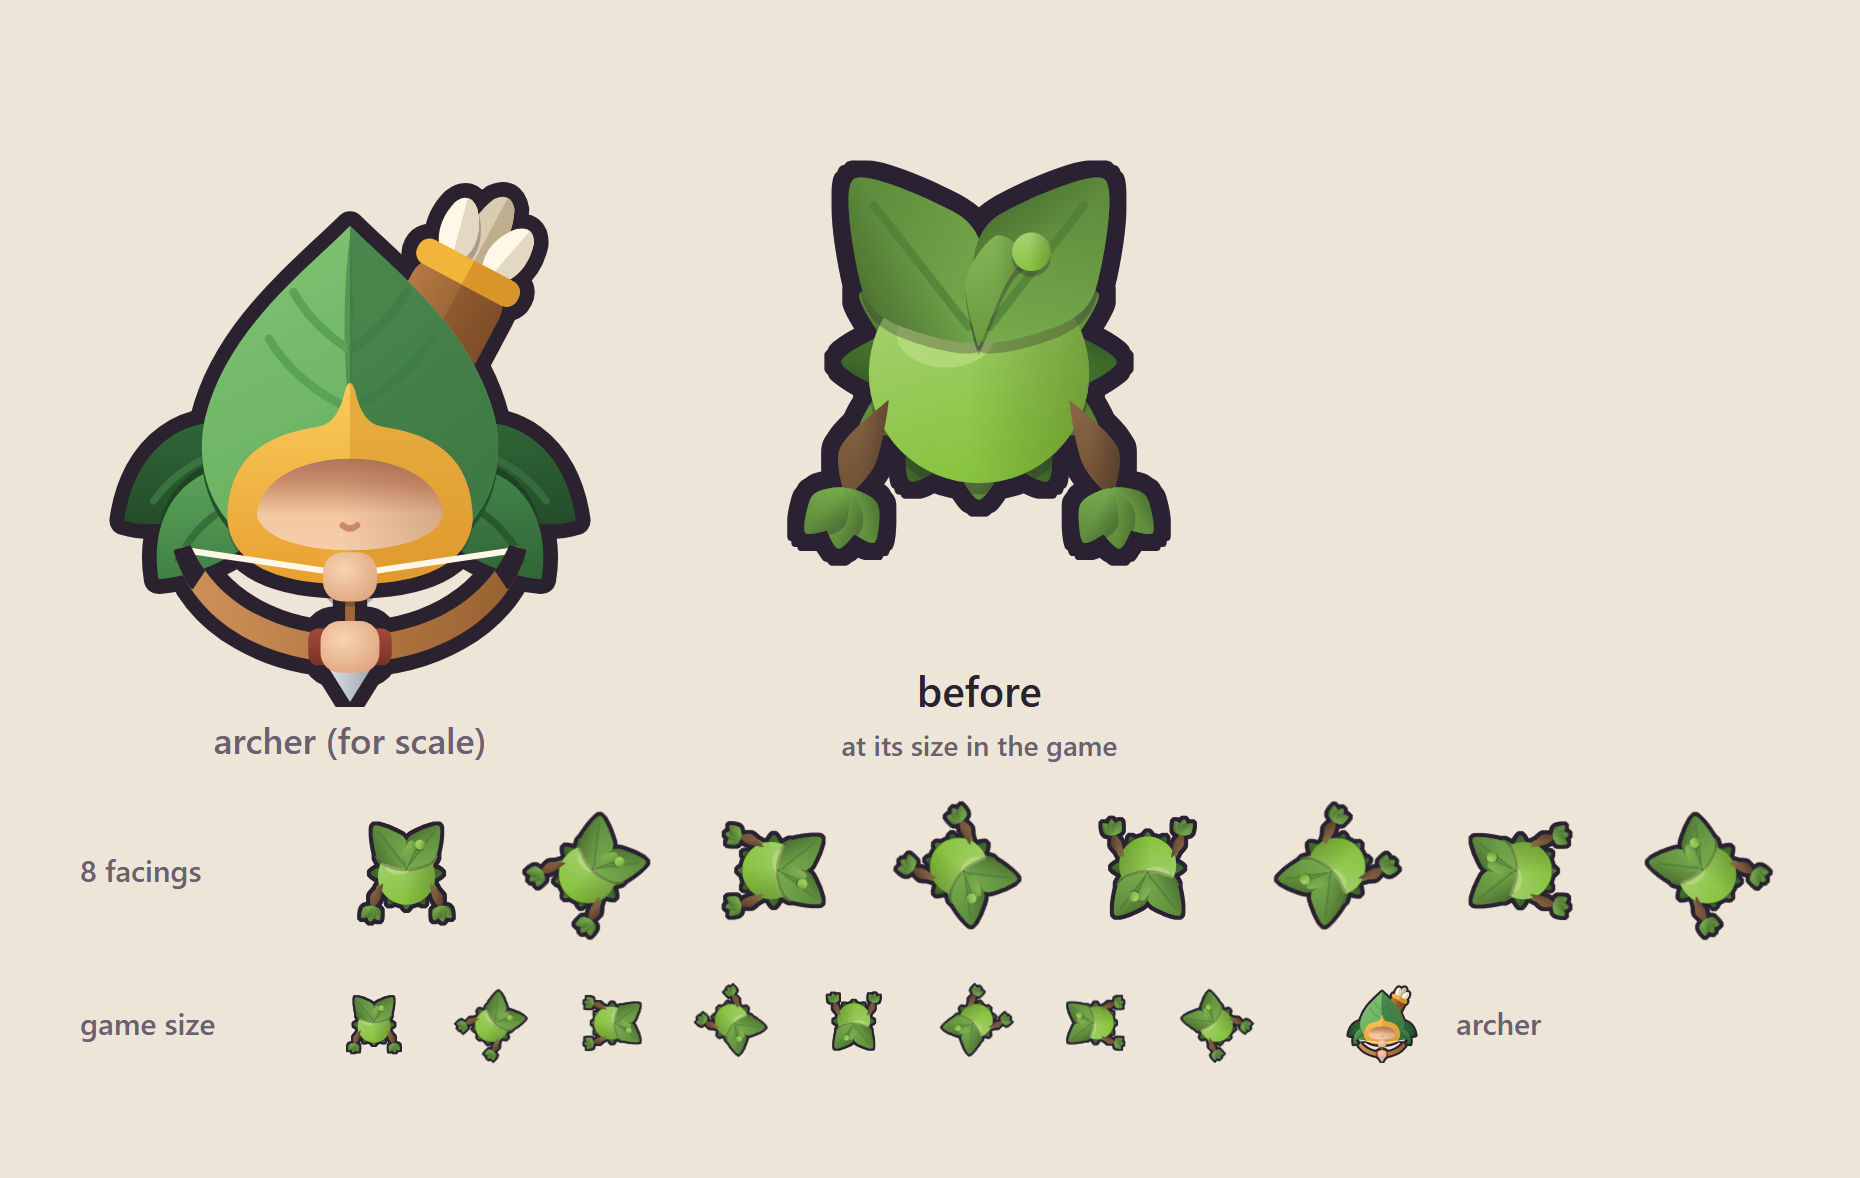 before
archer (for scale)
at its size in the game
8 facings
game size
archer